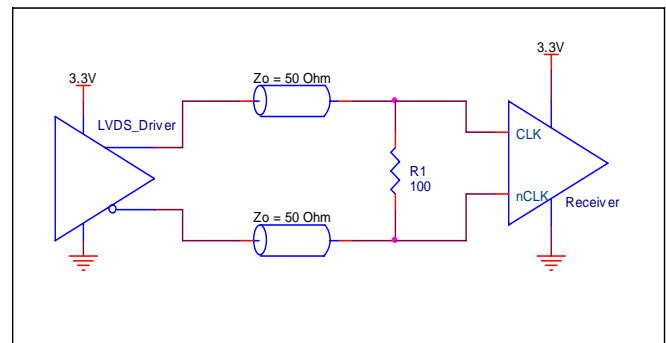 Zo = 50 Ohm
3.3V
3.3V
LVDS_Driver
CLK
R1
100
nCLK
Receiver
Zo = 50 Ohm